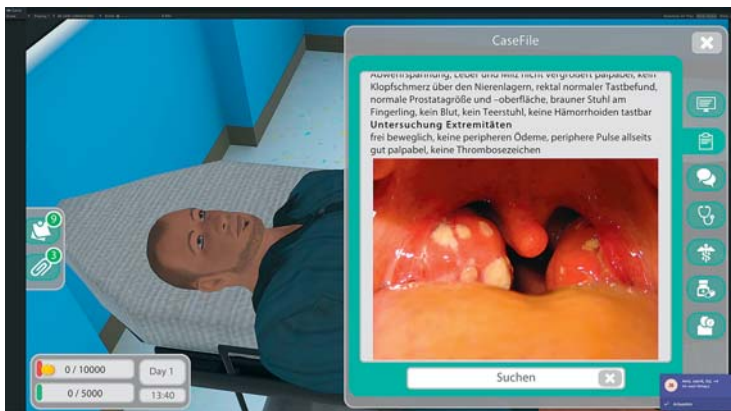 CaseFile
Abwehrspannung, Leber und Milz nicht vergrößert palpabel, kein
Klopfschmerz über den Nierenlagern, rektal normaler Tastbefund,
normale Prostatagröße und –oberfläche, brauner Stuhl am
Fingerling, kein Blut, kein Teerstuhl, keine Hämorrhoiden tastbar
Untersuchung Extremitäten
frei beweglich, keine peripheren Ödeme, periphere Pulse allseits
gut palpabel, keine Thrombosezeichen
9
3
0 / 10000
Day 1
0 / 5000
13:40
Suchen